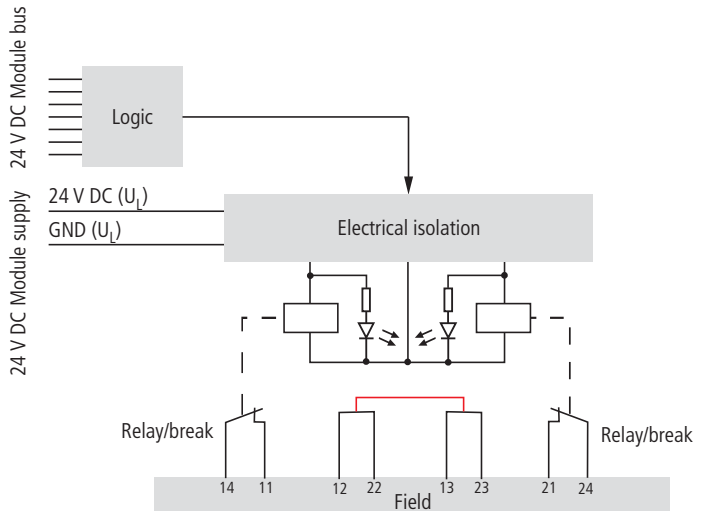 24 V DC Module bus
Logic
24 V DC Module supply
24 V DC (UL)
GND (UL)
Electrical isolation
Relay/break
Relay/break
14 11 12 22 13 23 21 24
Field